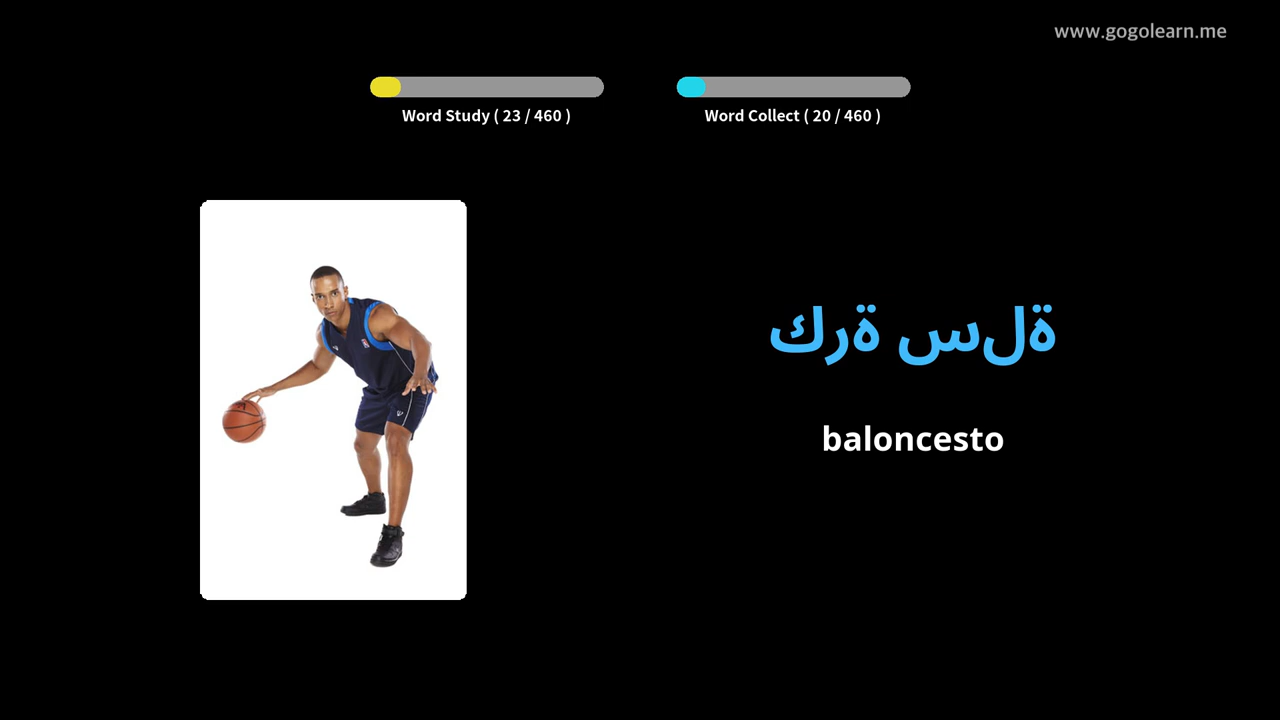 www.gogolearn.me
Word Study ( 23 / 460 )
Word Collect ( 20 / 460 )
كرة سلة
baloncesto